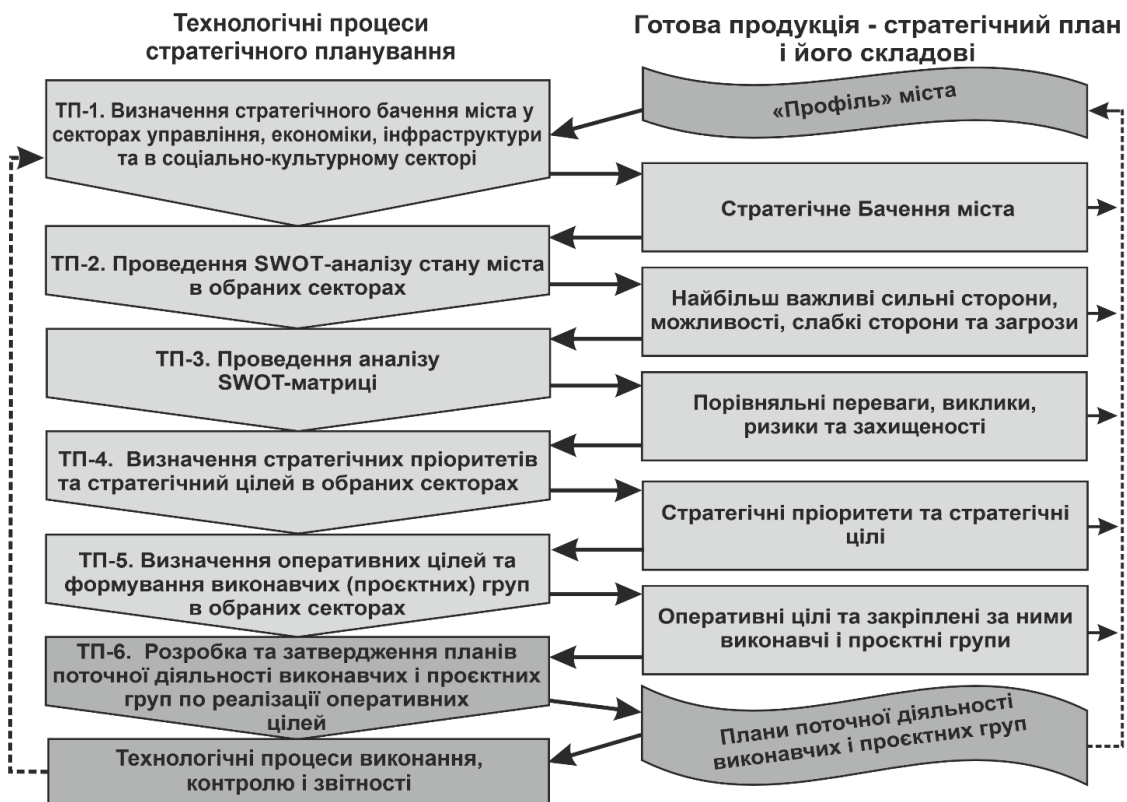 Технологічні процеси
стратегічного планування
Готова продукція - стратегічний план
і його складові
ТП-1. Визначення стратегічного бачення міста у
секторах управління, економіки, інфраструктури
та в соціально-культурному секторі
«Профіль» міста
Стратегічне Бачення міста
ТП-2. Проведення SWOT-аналізу стану міста
в обраних секторах
Найбільш важливі сильні сторони,
можливості, слабкі сторони та загрози
ТП-3. Проведення аналізу
SWOT-матриці
Порівняльні переваги, виклики,
ризики та захищеності
ТП-4. Визначення стратегічних пріоритетів
та стратегічний цілей в обраних секторах
Стратегічні пріоритети та стратегічні
цілі
ТП-5. Визначення оперативних цілей та
формування виконавчих (проєктних) груп
в обраних секторах
Оперативні цілі та закріплені за ними
виконавчі і проєктні групи
ТП-6. Розробка та затвердження планів
поточної діяльності виконавчих і проєктних
груп по реалізації оперативних
цілей
Плани поточної діяльності
виконавчих і проєктних груп
Технологічні процеси виконання,
контролю і звітності